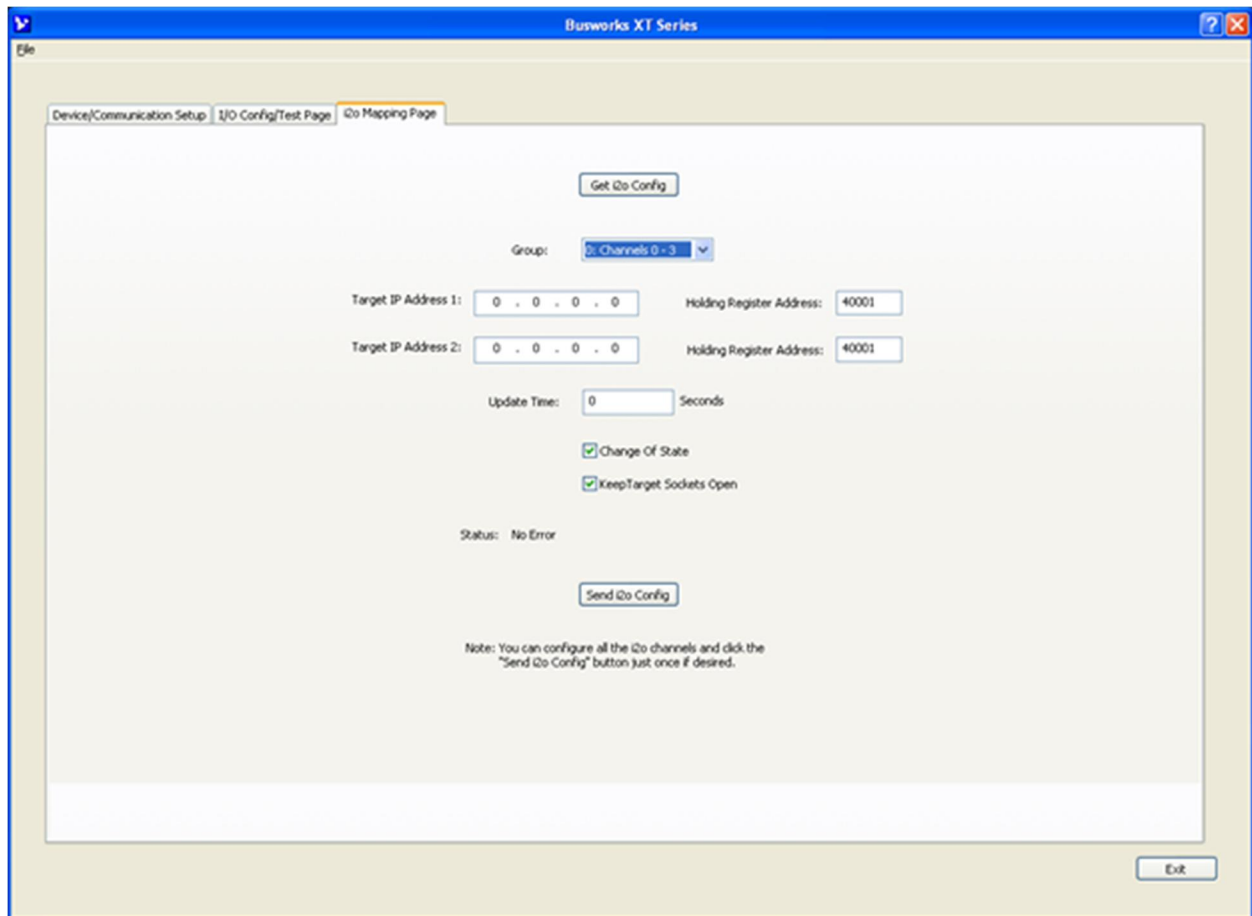 Busworks XT Series
File
Device/Communication Setup I/O Config/Test Page i2o Mapping Page
Get i2o Config
Group: 0: Channels 0 - 3
Target IP Address 1: 0 . 0 . 0 . 0 Holding Register Address: 40001
Target IP Address 2: 0 . 0 . 0 . 0 Holding Register Address: 40001
Update Time: 0 Seconds
Change Of State
KeepTarget Sockets Open
Status: No Error
Send i2o Config
Note: You can configure all the i2o channels and click the
"Send i2o Config" button just once if desired.
Exit